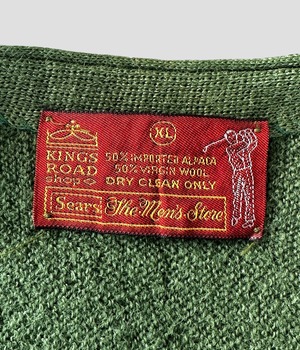 XL
KINGS
ROAD
shop
50% IMPORTED ALPACA
50% VIRGIN WOOL
DRY CLEAN ONLY
Sears The Men's Store